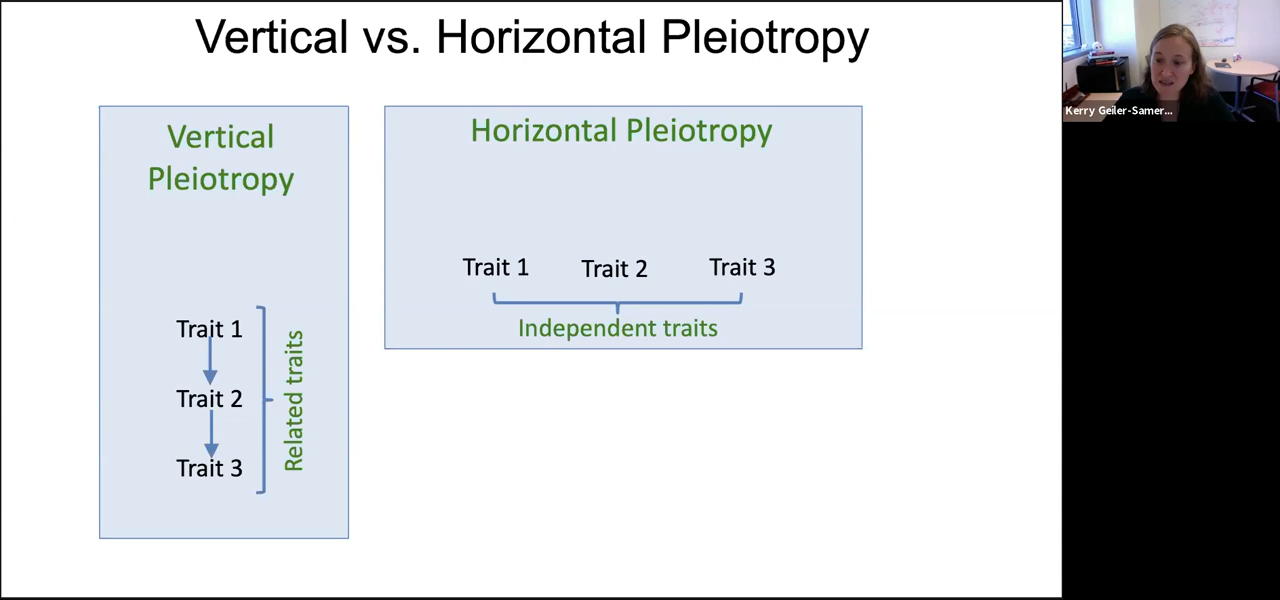 Vertical vs. Horizontal Pleiotropy
Vertical
Pleiotropy
Trait 1
Trait 2
Trait 3
Related traits
Horizontal Pleiotropy
Trait 1 Trait 2 Trait 3
Independent traits
Kerry Geiler-Samer...